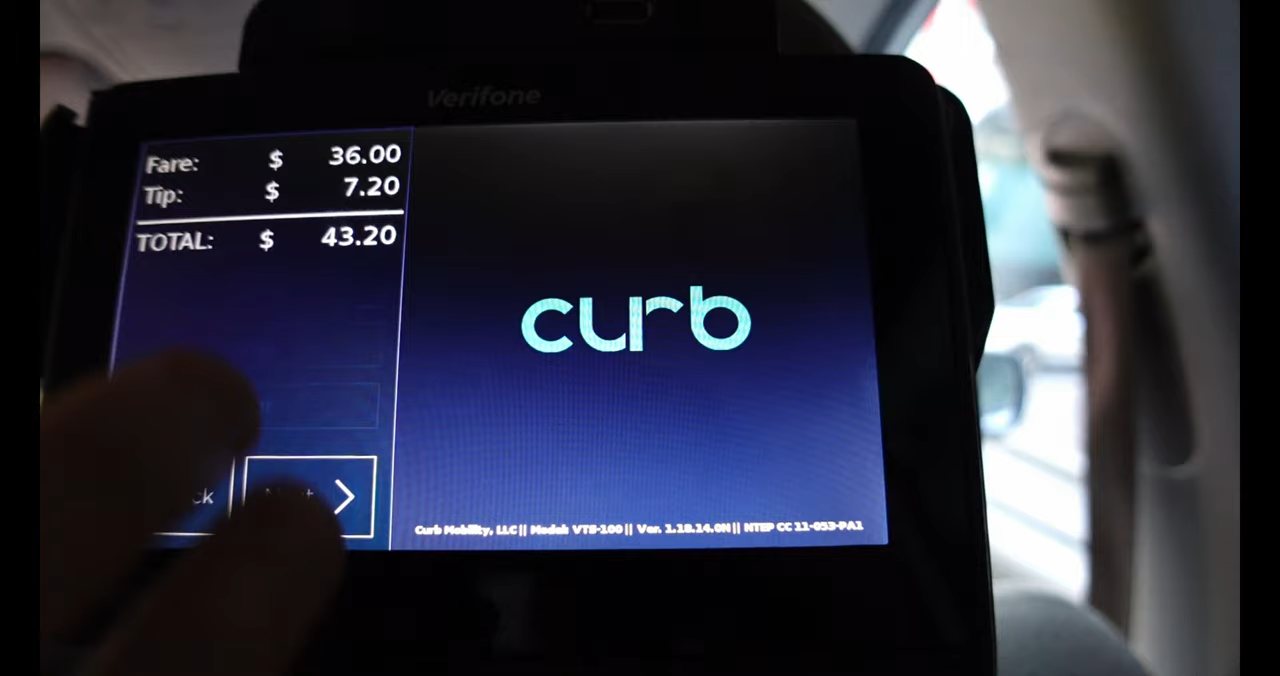 Verifone
Fare: $ 36.00
Tip: $ 7.20
TOTAL: $ 43.20
curb
ck
Curb Mobility, LLC || Model: VTS-100 || Ver. 1.18.14.0N || NTEP CC 11-053-PA1